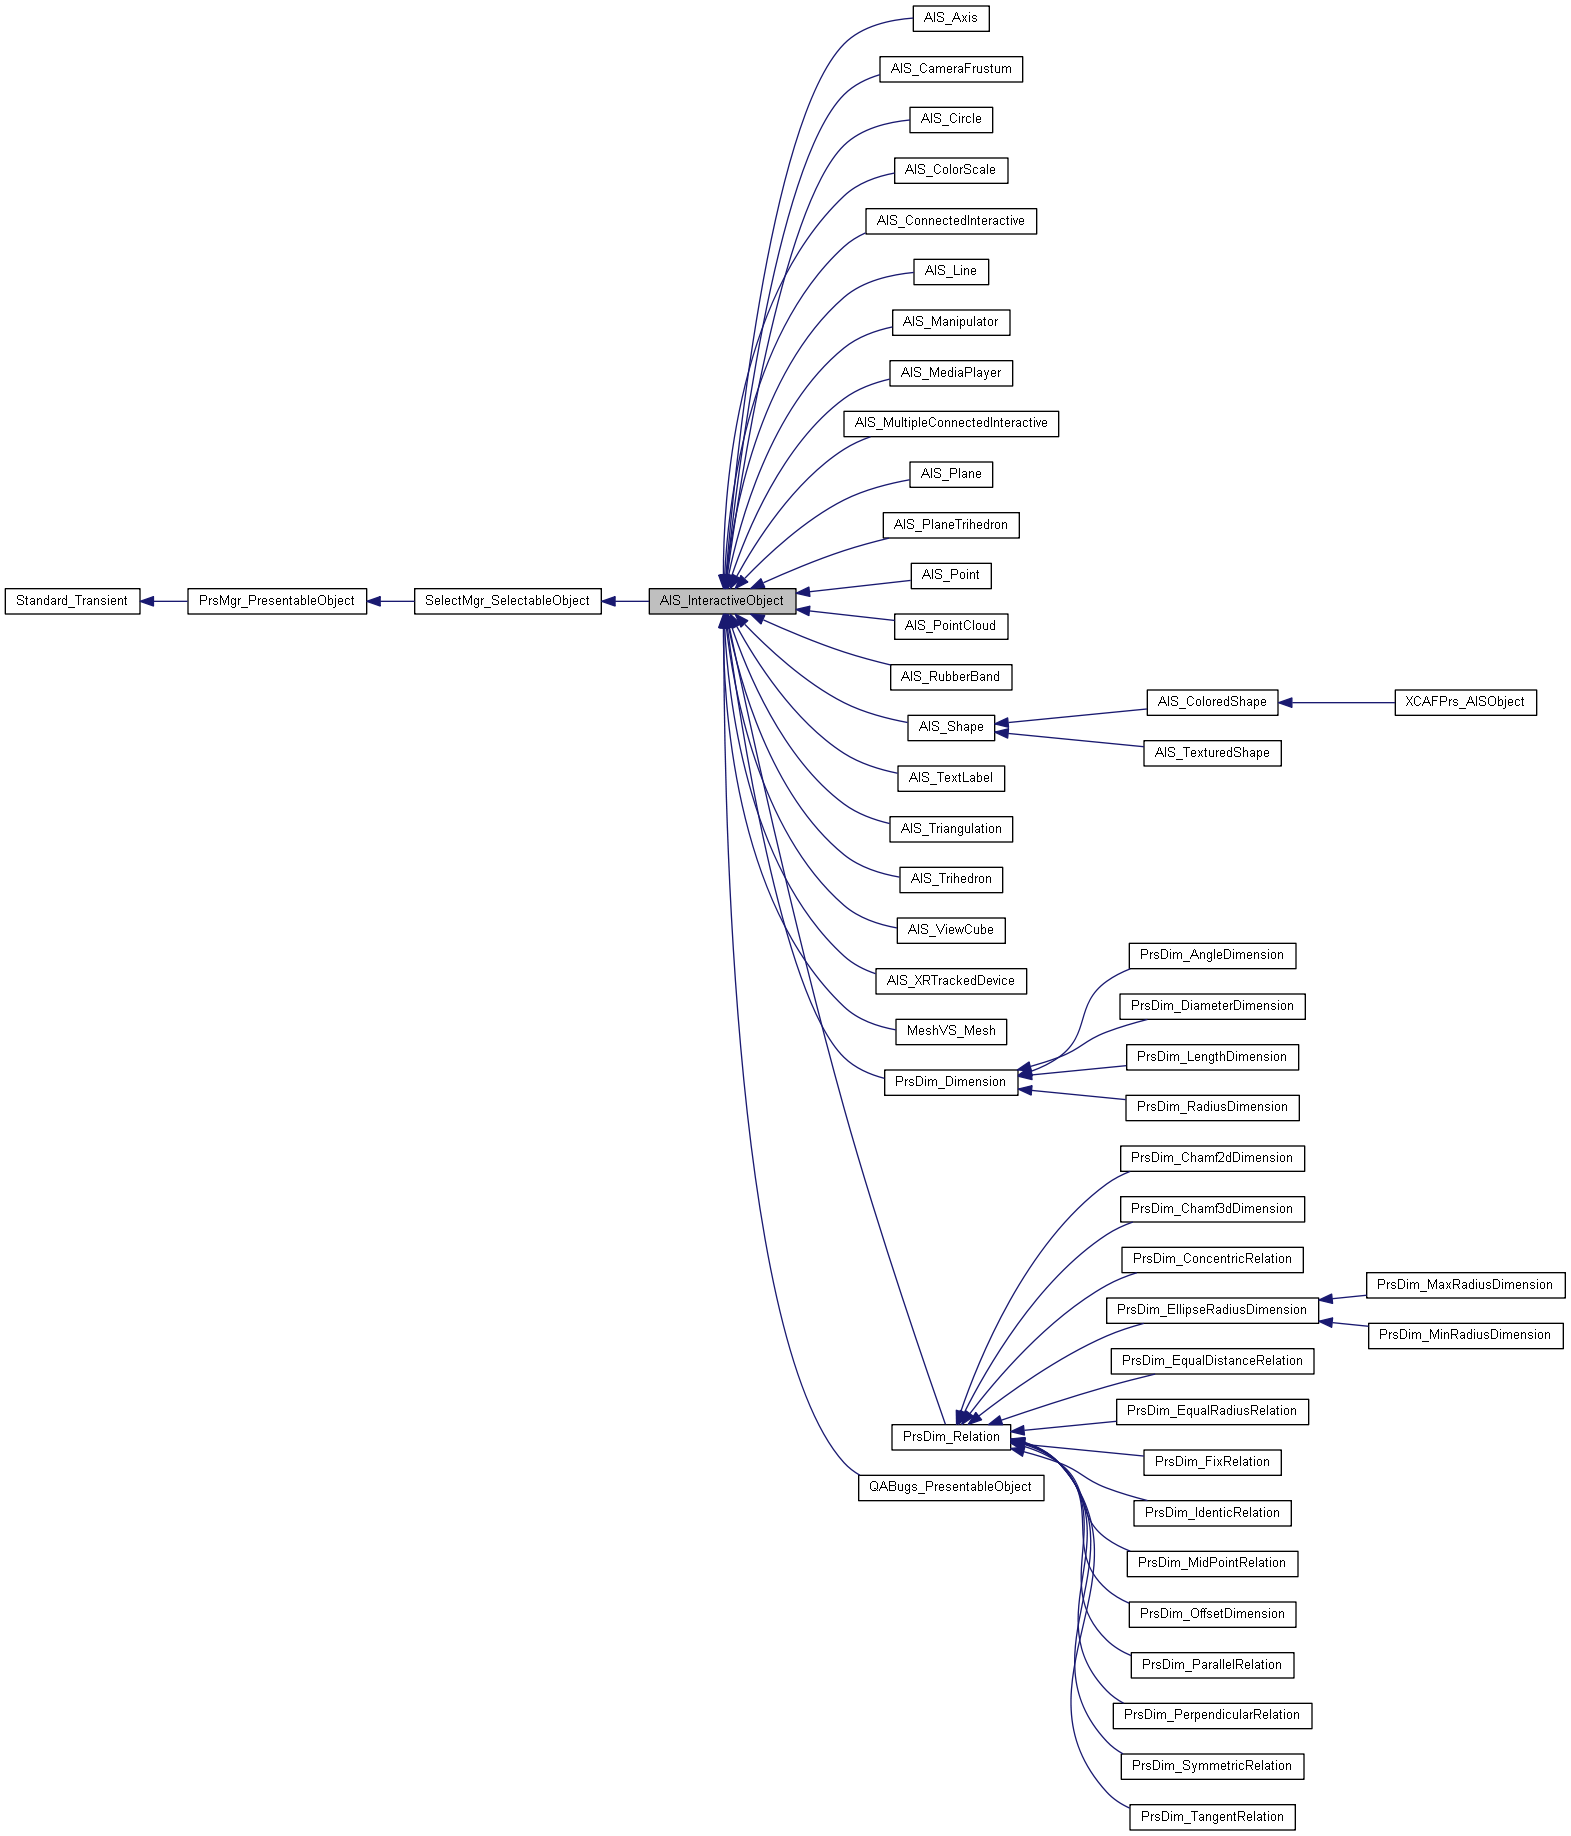 AIS_Axis
AIS_CameraFrustum
AIS_Circle
AIS_ColorScale
AIS_ConnectedInteractive
AIS_Line
AIS_Manipulator
AIS_MediaPlayer
AIS_MultipleConnectedInteractive
AIS_Plane
AIS_PlaneTrihedron
AIS_Point
Standard_Transient
PrsMgr_PresentableObject
SelectMgr_SelectableObject
AIS_InteractiveObject
AIS_PointCloud
AIS_RubberBand
AIS_Shape
AIS_ColoredShape
XCAFPrs_AISObject
AIS_TexturedShape
AIS_TextLabel
AIS_Triangulation
AIS_Trihedron
AIS_ViewCube
AIS_XRTrackedDevice
MeshVS_Mesh
PrsDim_Dimension
PrsDim_AngleDimension
PrsDim_DiameterDimension
PrsDim_LengthDimension
PrsDim_RadiusDimension
PrsDim_Chamf2dDimension
PrsDim_Chamf3dDimension
PrsDim_ConcentricRelation
PrsDim_EllipseRadiusDimension
PrsDim_MaxRadiusDimension
PrsDim_MinRadiusDimension
PrsDim_EqualDistanceRelation
PrsDim_EqualRadiusRelation
PrsDim_Relation
PrsDim_FixRelation
QABugs_PresentableObject
PrsDim_IdenticRelation
PrsDim_MidPointRelation
PrsDim_OffsetDimension
PrsDim_ParallelRelation
PrsDim_PerpendicularRelation
PrsDim_SymmetricRelation
PrsDim_TangentRelation